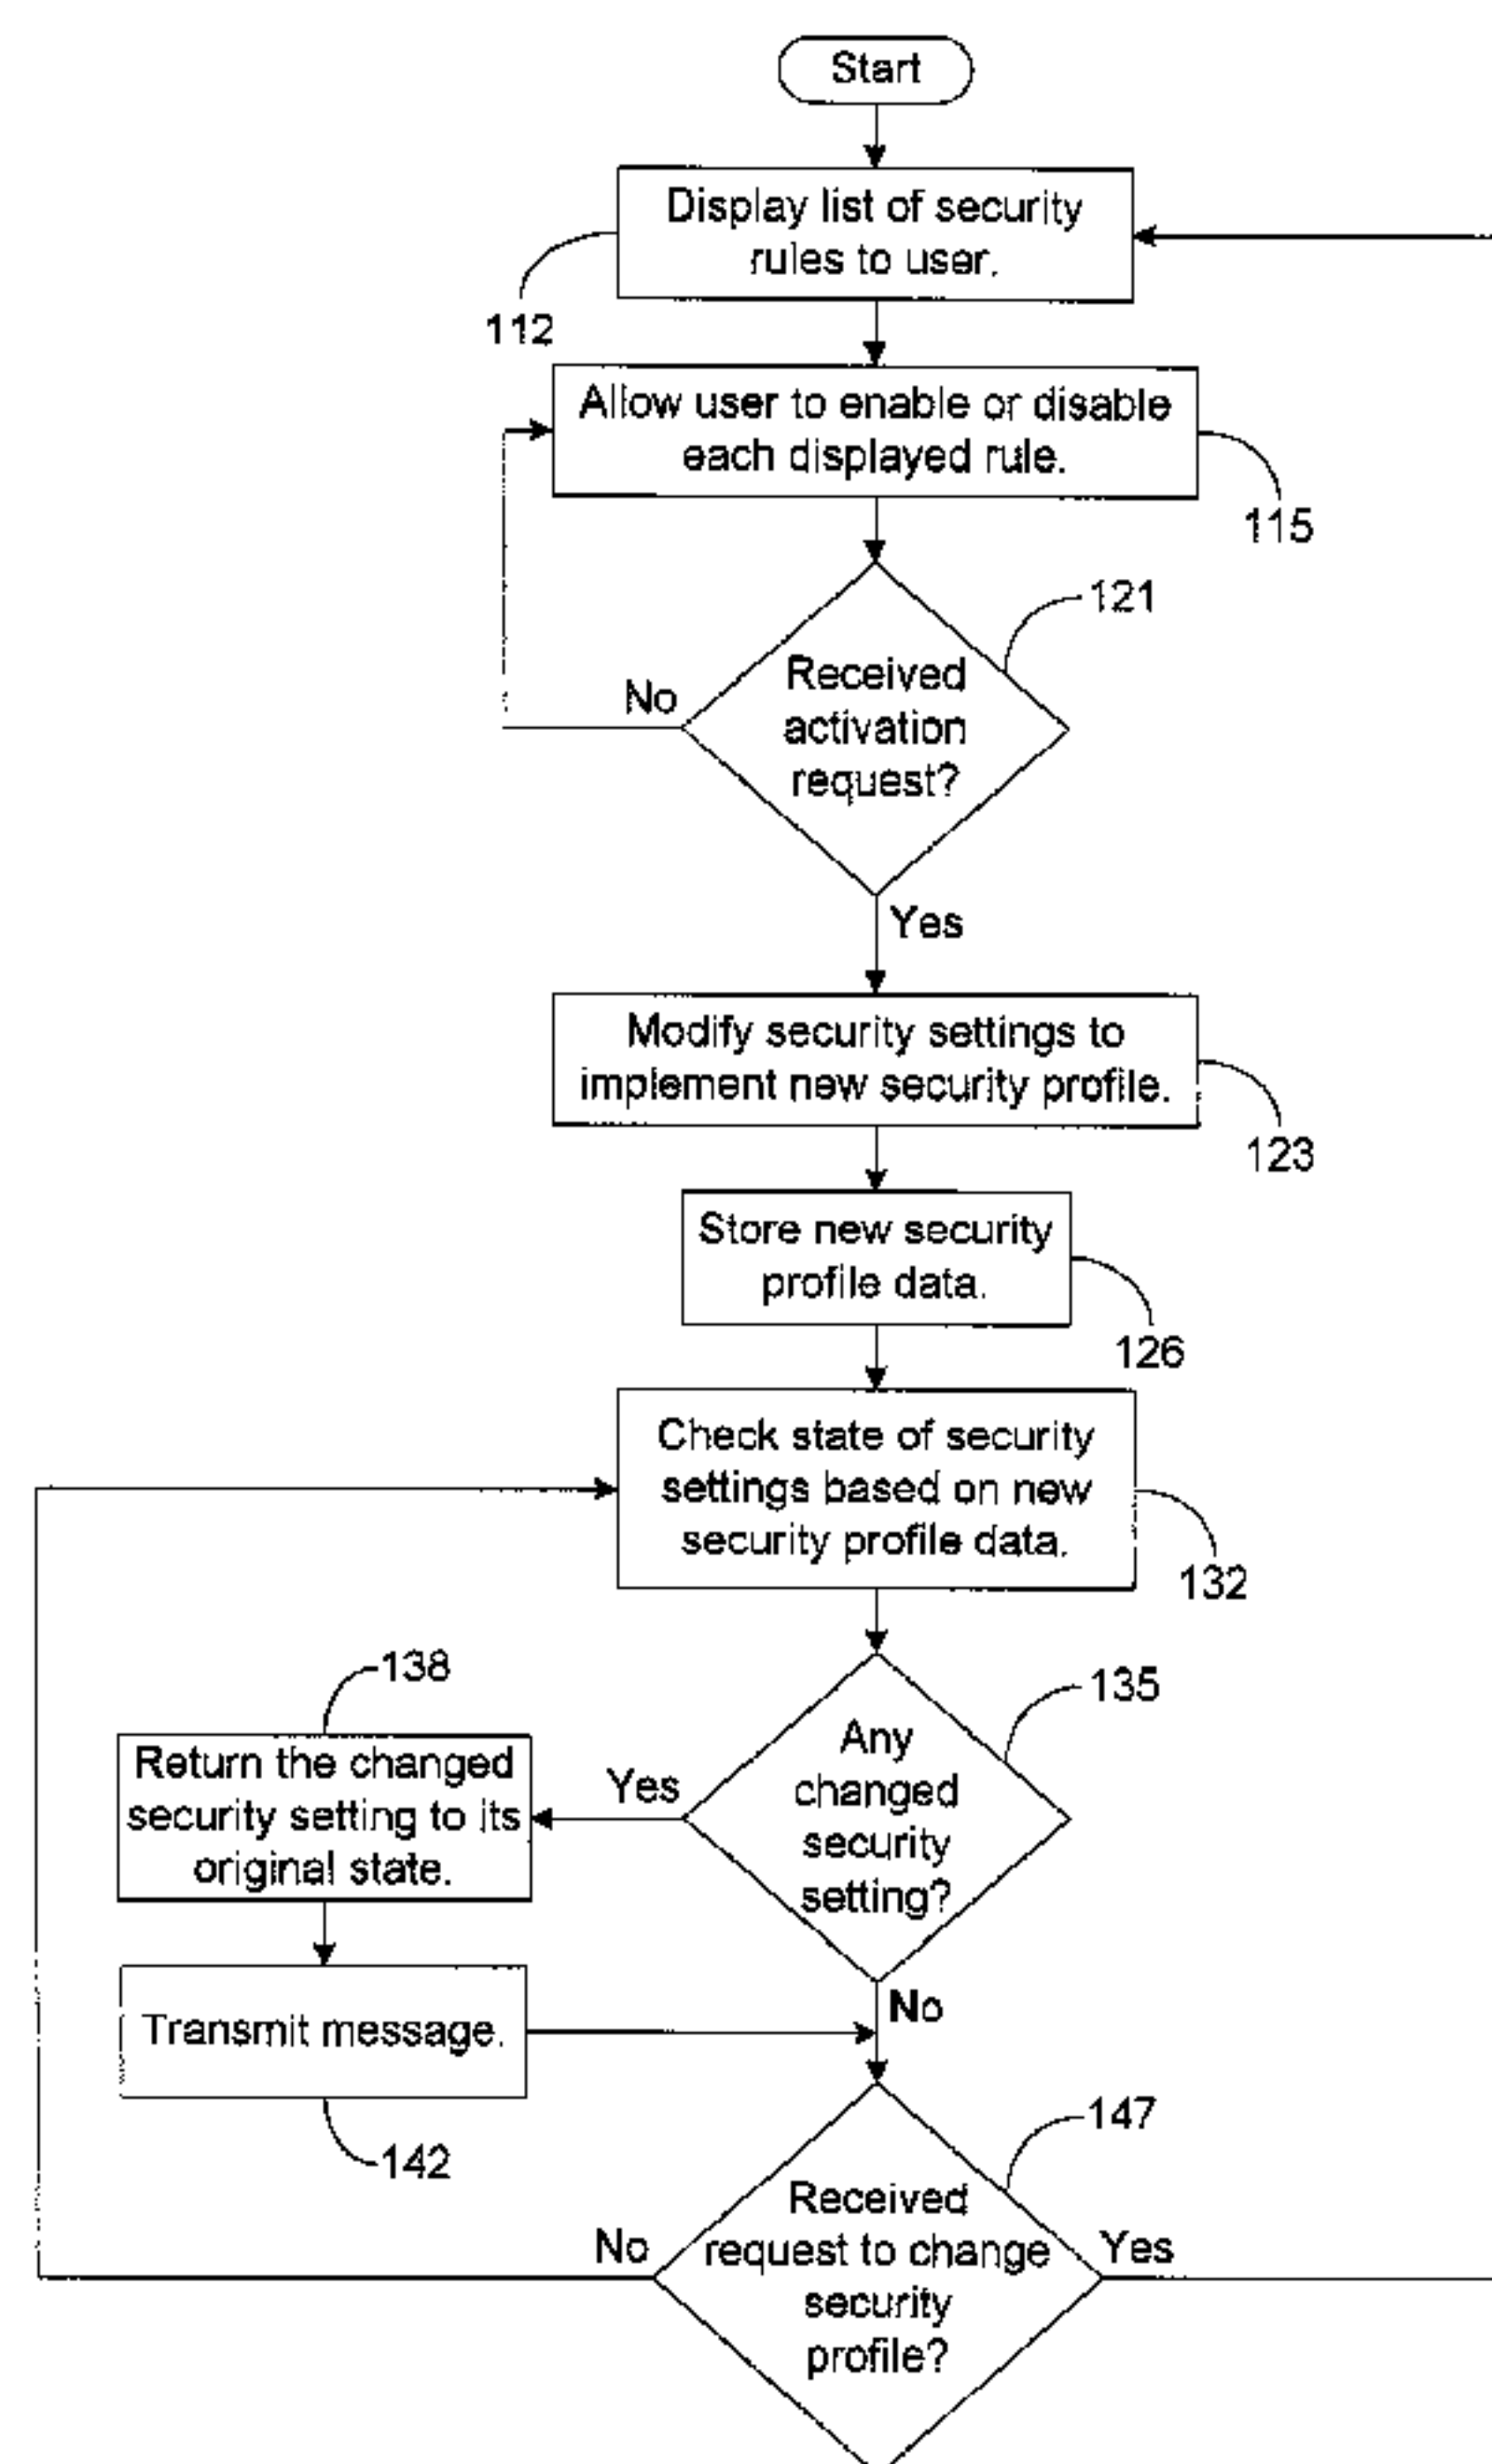 Start
Display list of security
rules to user.
112
Allow user to enable or disable
each displayed rule.
115
121
Received
activation
request?
No
Yes
Modify security settings to
implement new security profile.
123
Store new security
profile data.
126
Check state of security
settings based on new
security profile data.
132
138
135
Return the changed
security setting to its
original state.
Yes
Any
changed
security
setting?
No
Transmit message.
142
147
Received
request to change
security
profile?
No
Yes